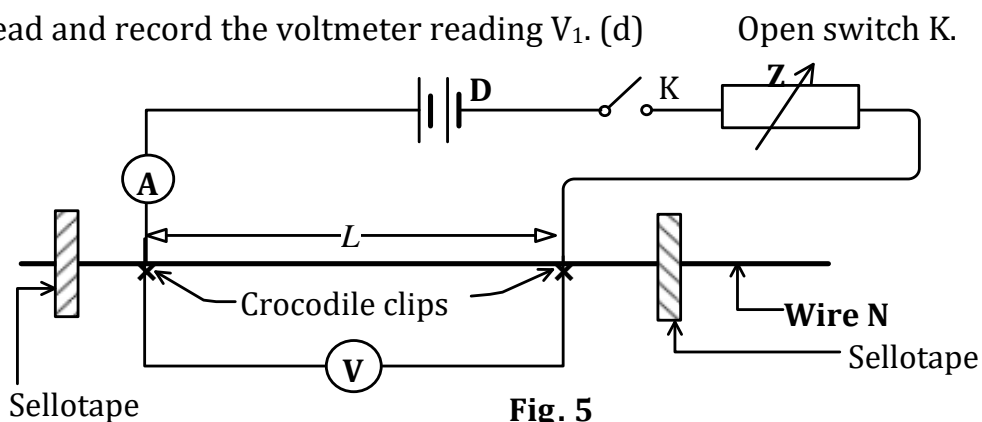 ead and record the voltmeter reading V₁. (d) Open switch K.
D K Z
A
L
Crocodile clips
Wire N
V
Sellotape
Sellotape
Fig. 5